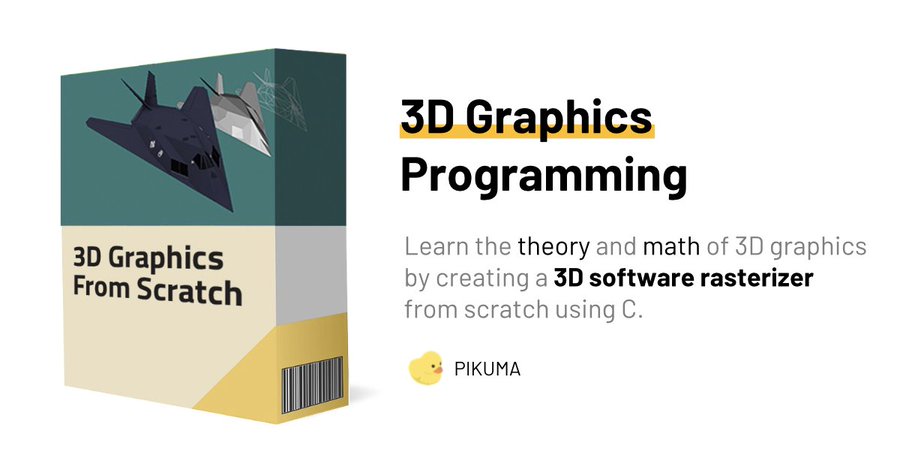 3D Graphics
From Scratch
3D Graphics
Programming
Learn the theory and math of 3D graphics
by creating a 3D software rasterizer
from scratch using C.
PIKUMA